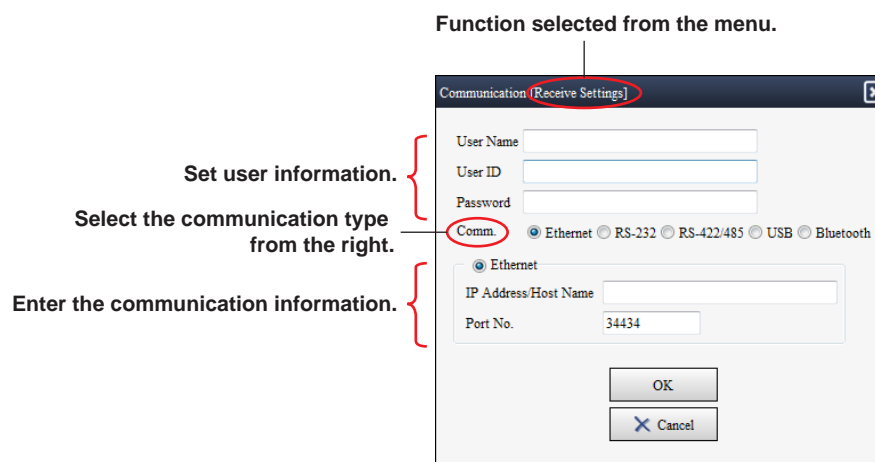 Function selected from the menu.
Communication [Receive Settings]
Set user information.
User Name
User ID
Password
Select the communication type
from the right.
Comm.
Ethernet RS-232 RS-422/485 USB Bluetooth
Enter the communication information.
Ethernet
IP Address/Host Name
Port No. 34434
OK
Cancel